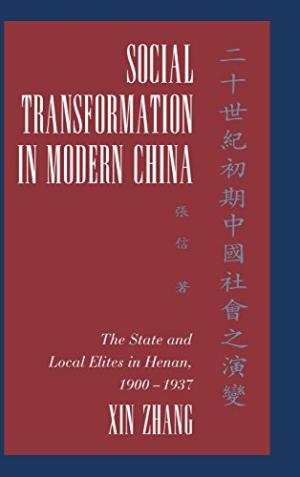 SOCIAL
TRANSFORMATION
IN MODERN CHINA
二十世紀初期中國社會之演變
張信著
The State and
Local Elites in Henan,
1900–1937
XIN ZHANG